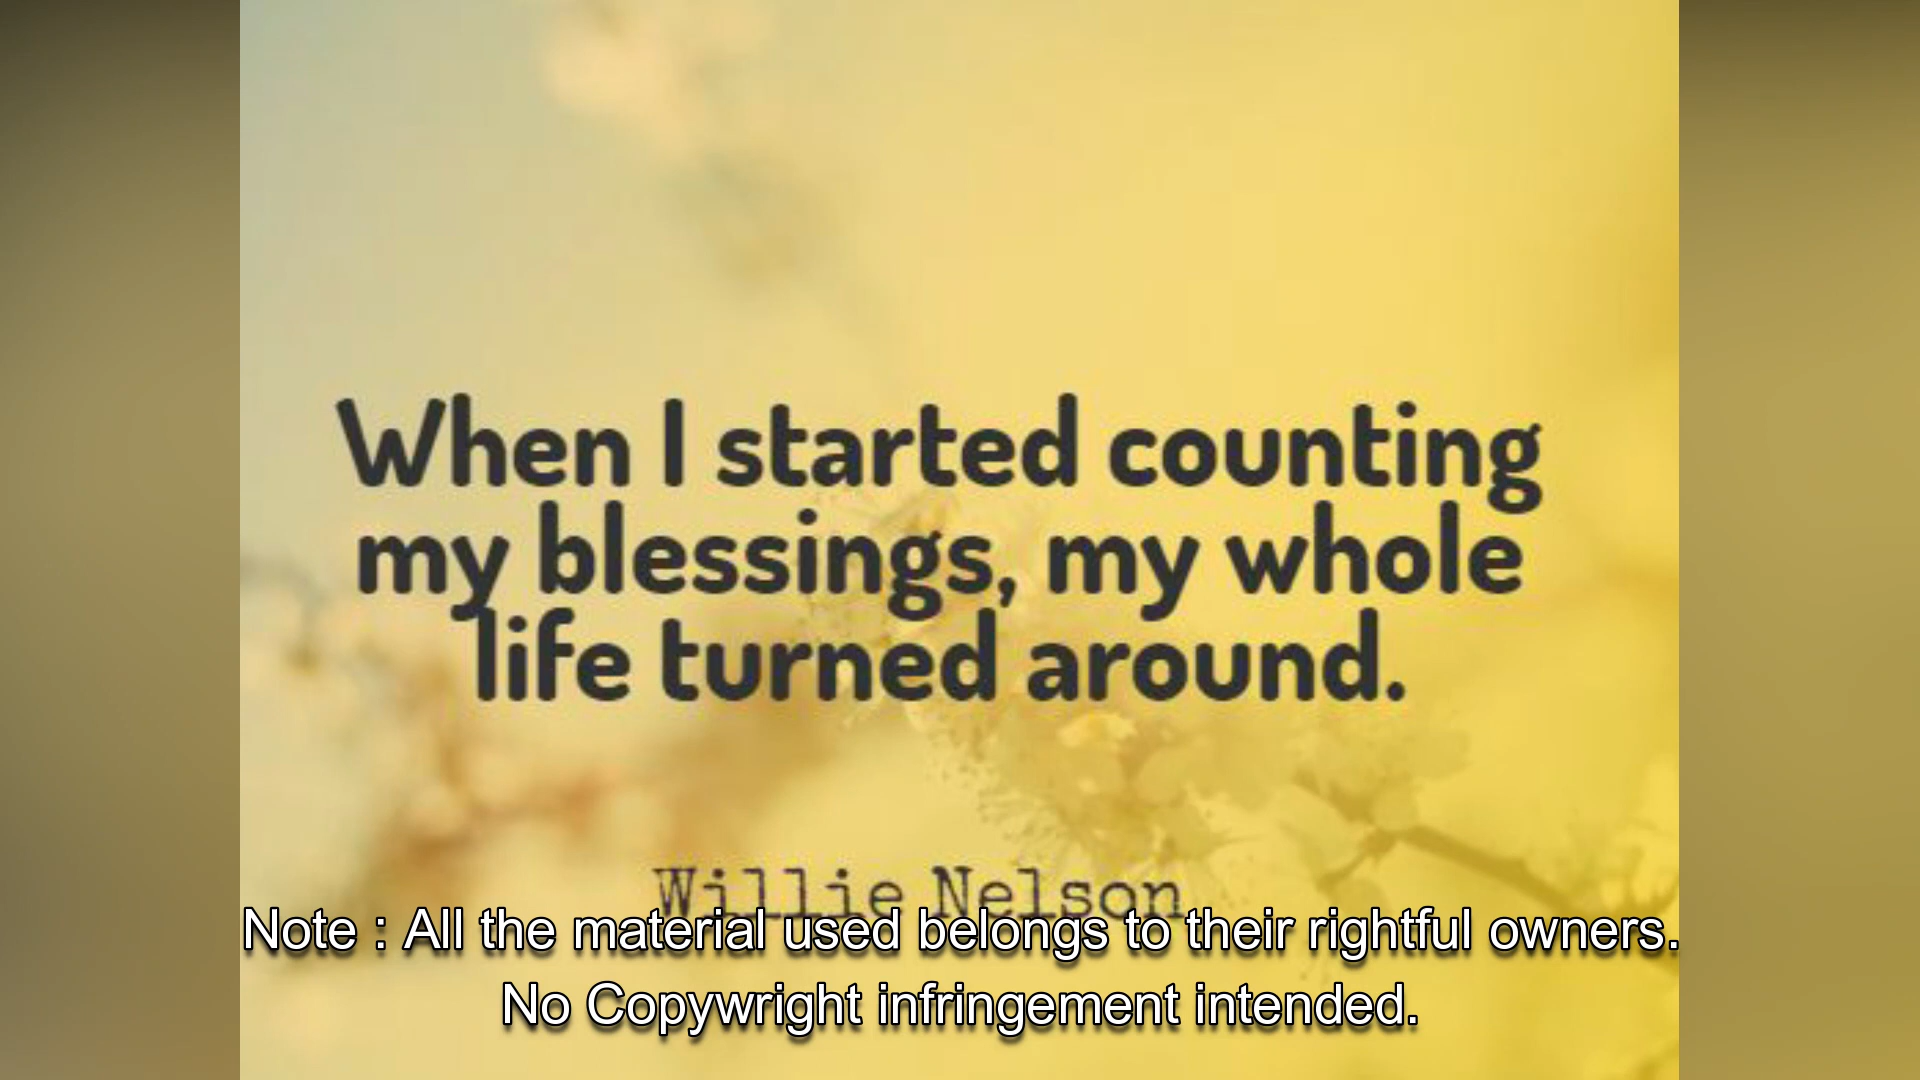 When I started counting
my blessings, my whole
life turned around.
Willie Nelson
Note : All the material used belongs to their rightful owners.
No Copywright infringement intended.